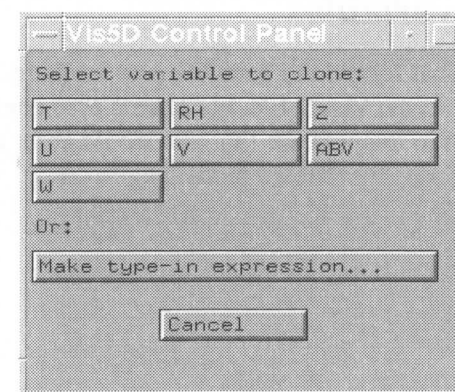 Vis5D Control Panel
Select variable to clone:
T RH Z
U V ABV
W
Or:
Make type-in expression...
Cancel